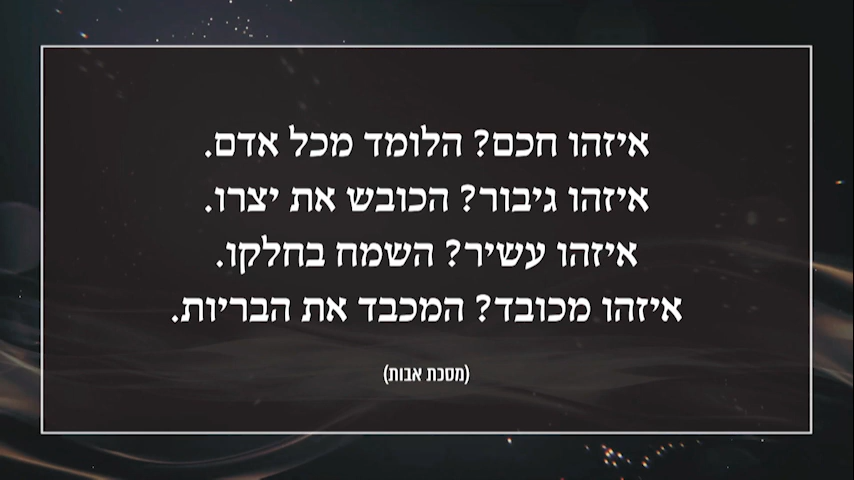 איזהו חכם? הלומד מכל אדם.
איזהו גיבור? הכובש את יצרו.
איזהו עשיר? השמח בחלקו.
איזהו מכובד? המכבד את הבריות.
(מסכת אבות)